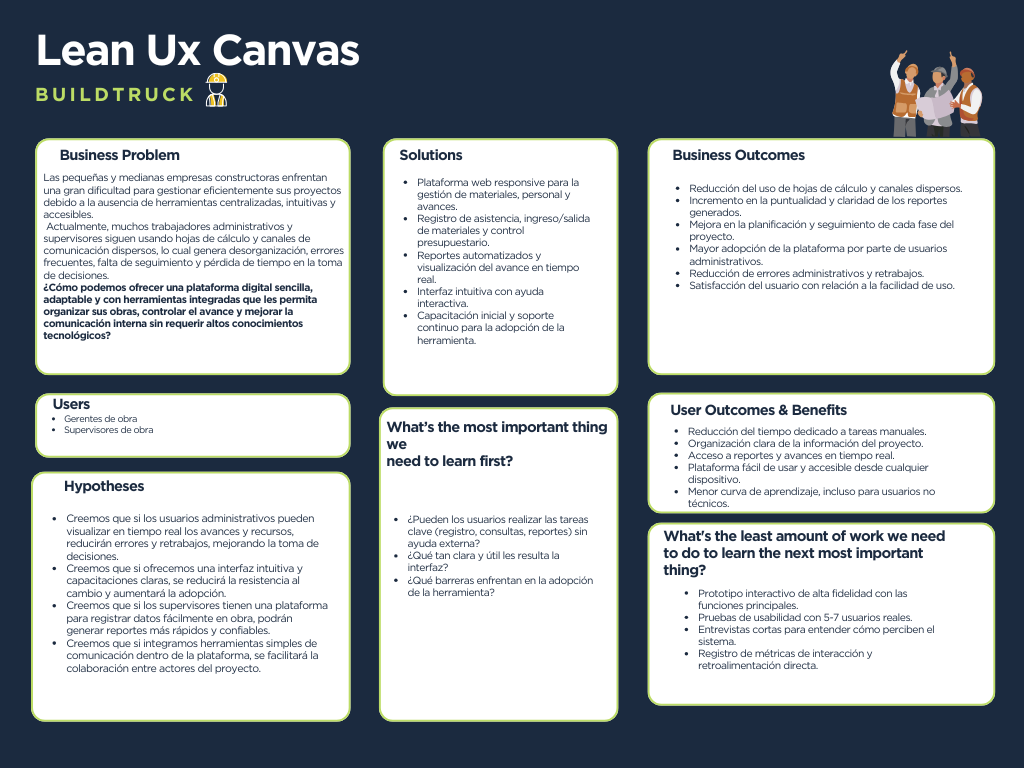 Lean Ux Canvas
BUILDTRUCK
Business Problem
Las pequeñas y medianas empresas constructoras enfrentan
una gran dificultad para gestionar eficientemente sus proyectos
debido a la ausencia de herramientas centralizadas, intuitivas y
accesibles.
Actualmente, muchos trabajadores administrativos y
supervisores siguen usando hojas de cálculo y canales de
comunicación dispersos, lo cual genera desorganización, errores
frecuentes, falta de seguimiento y pérdida de tiempo en la toma
de decisiones.
¿Cómo podemos ofrecer una plataforma digital sencilla,
adaptable y con herramientas integradas que les permita
organizar sus obras, controlar el avance y mejorar la
comunicación interna sin requerir altos conocimientos
tecnológicos?
Users
• Gerentes de obra
• Supervisores de obra
Hypotheses
• Creemos que si los usuarios administrativos pueden
visualizar en tiempo real los avances y recursos,
reducirán errores y retrabajos, mejorando la toma de
decisiones.
• Creemos que si ofrecemos una interfaz intuitiva y
capacitaciones claras, se reducirá la resistencia al
cambio y aumentará la adopción.
• Creemos que si los supervisores tienen una plataforma
para registrar datos fácilmente en obra, podrán
generar reportes más rápidos y confiables.
• Creemos que si integramos herramientas simples de
comunicación dentro de la plataforma, se facilitará la
colaboración entre actores del proyecto.
Solutions
• Plataforma web responsive para la
gestión de materiales, personal y
avances.
• Registro de asistencia, ingreso/salida
de materiales y control
presupuestario.
• Reportes automatizados y
visualización del avance en tiempo
real.
• Interfaz intuitiva con ayuda
interactiva.
• Capacitación inicial y soporte
continuo para la adopción de la
herramienta.
What's the most important thing
we
need to learn first?
• ¿Pueden los usuarios realizar las tareas
clave (registro, consultas, reportes) sin
ayuda externa?
• ¿Qué tan clara y útil les resulta la
interfaz?
• ¿Qué barreras enfrentan en la adopción
de la herramienta?
Business Outcomes
• Reducción del uso de hojas de cálculo y canales dispersos.
• Incremento en la puntualidad y claridad de los reportes
generados.
• Mejora en la planificación y seguimiento de cada fase del
proyecto.
• Mayor adopción de la plataforma por parte de usuarios
administrativos.
• Reducción de errores administrativos y retrabajos.
• Satisfacción del usuario con relación a la facilidad de uso.
User Outcomes & Benefits
• Reducción del tiempo dedicado a tareas manuales.
• Organización clara de la información del proyecto.
• Acceso a reportes y avances en tiempo real.
• Plataforma fácil de usar y accesible desde cualquier
dispositivo.
• Menor curva de aprendizaje, incluso para usuarios no
técnicos.
What's the least amount of work we need
to do to learn the next most important
thing?
• Prototipo interactivo de alta fidelidad con las
funciones principales.
• Pruebas de usabilidad con 5-7 usuarios reales.
• Entrevistas cortas para entender cómo perciben el
sistema.
• Registro de métricas de interacción y
retroalimentación directa.